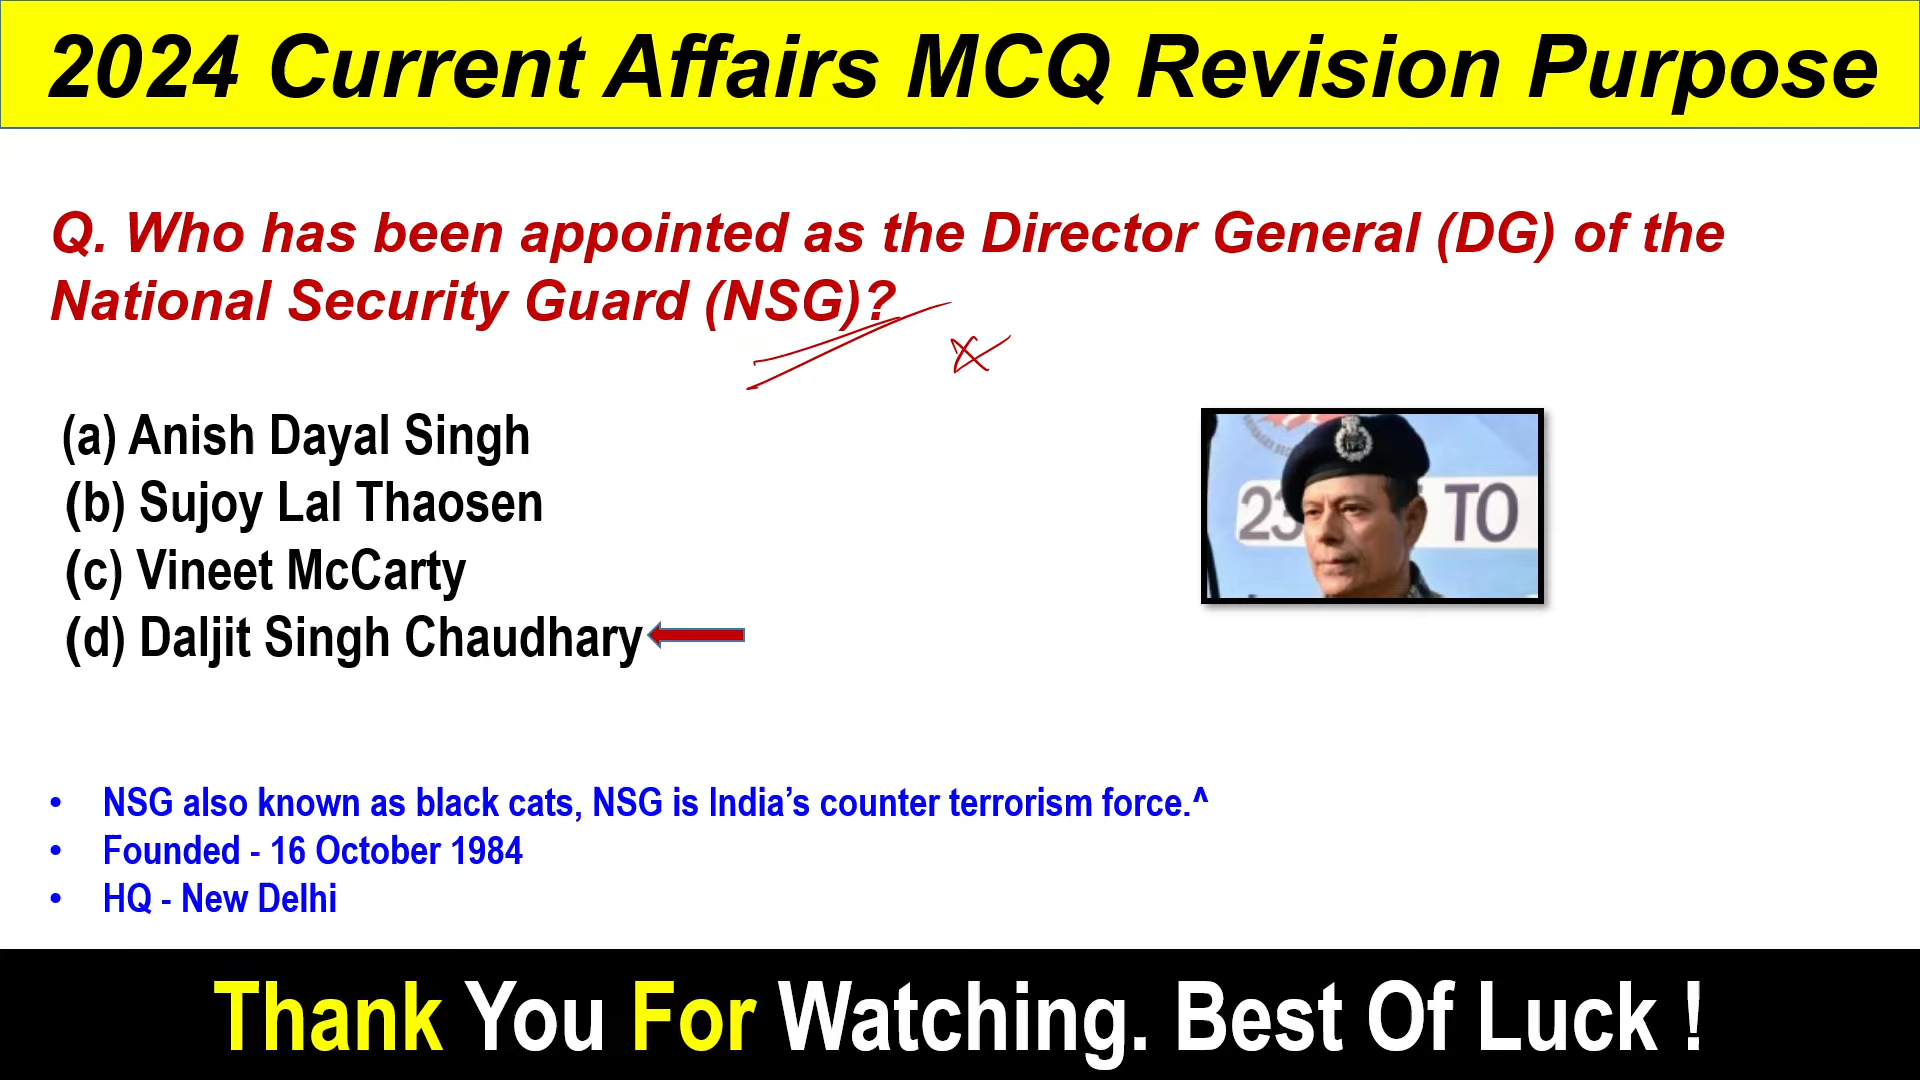 2024 Current Affairs MCQ Revision Purpose
Q. Who has been appointed as the Director General (DG) of the
National Security Guard (NSG)?
(a) Anish Dayal Singh
(b) Sujoy Lal Thaosen
(c) Vineet McCarty
(d) Daljit Singh Chaudhary
IPS
23 TO
• NSG also known as black cats, NSG is India’s counter terrorism force.^
• Founded - 16 October 1984
• HQ - New Delhi
Thank You For Watching. Best Of Luck !